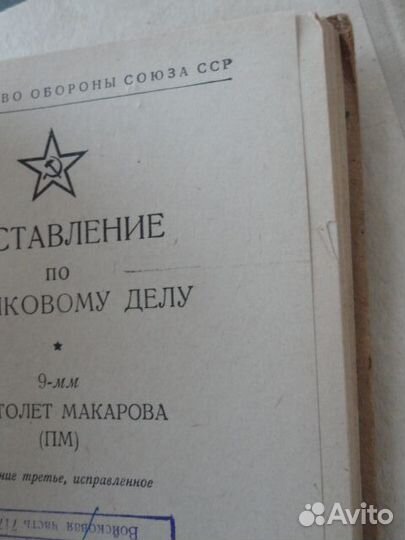 ВО ОБОРОНЫ СОЮЗА ССР
СТАВЛЕНИЕ
ПО
КОВОМУ ДЕЛУ
9-мм
ТОЛЕТ МАКАРОВА
(ПМ)
ние третье, исправленное
Войсковая часть 717
Avito